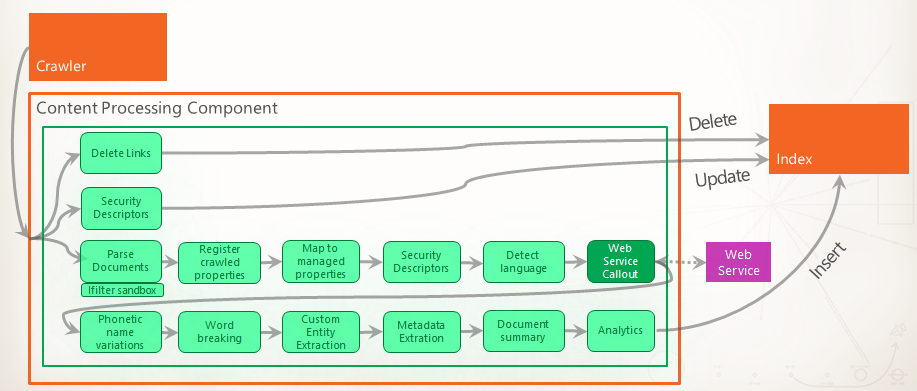 Crawler
Content Processing Component
Delete Links
Delete
Index
Security
Descriptors
Update
Parse
Documents
Ifilter sandbox
Register
crawled
properties
Map to
managed
properties
Security
Descriptors
Detect
language
Web
Service
Callout
Web
Service
Insert
Phonetic
name
variations
Word
breaking
Custom
Entity
Extraction
Metadata
Extration
Document
summary
Analytics